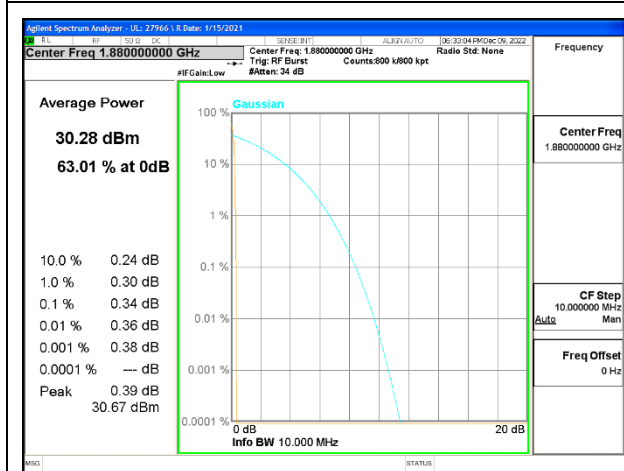 Agilent Spectrum Analyzer - UL: 27966 \ R Date: 1/15/2021
RL RF 50 Ω DC SENSE:INT ALIGN AUTO 06:33:04 PM Dec 09, 2022
Center Freq 1.880000000 GHz
Center Freq: 1.880000000 GHz Radio Std: None
Trig: RF Burst Counts:800 k/800 kpt
#IFGain:Low #Atten: 34 dB
Frequency
Average Power
30.28 dBm
63.01 % at 0dB
10.0 % 0.24 dB
1.0 % 0.30 dB
0.1 % 0.34 dB
0.01 % 0.36 dB
0.001 % 0.38 dB
0.0001 % --- dB
Peak 0.39 dB
30.67 dBm
Gaussian
100 %
10 %
1 %
0.1 %
0.01 %
0.001 %
0.0001 %
0 dB 20 dB
Info BW 10.000 MHz
Center Freq
1.880000000 GHz
CF Step
10.000000 MHz
Auto Man
Freq Offset
0 Hz
MSG STATUS